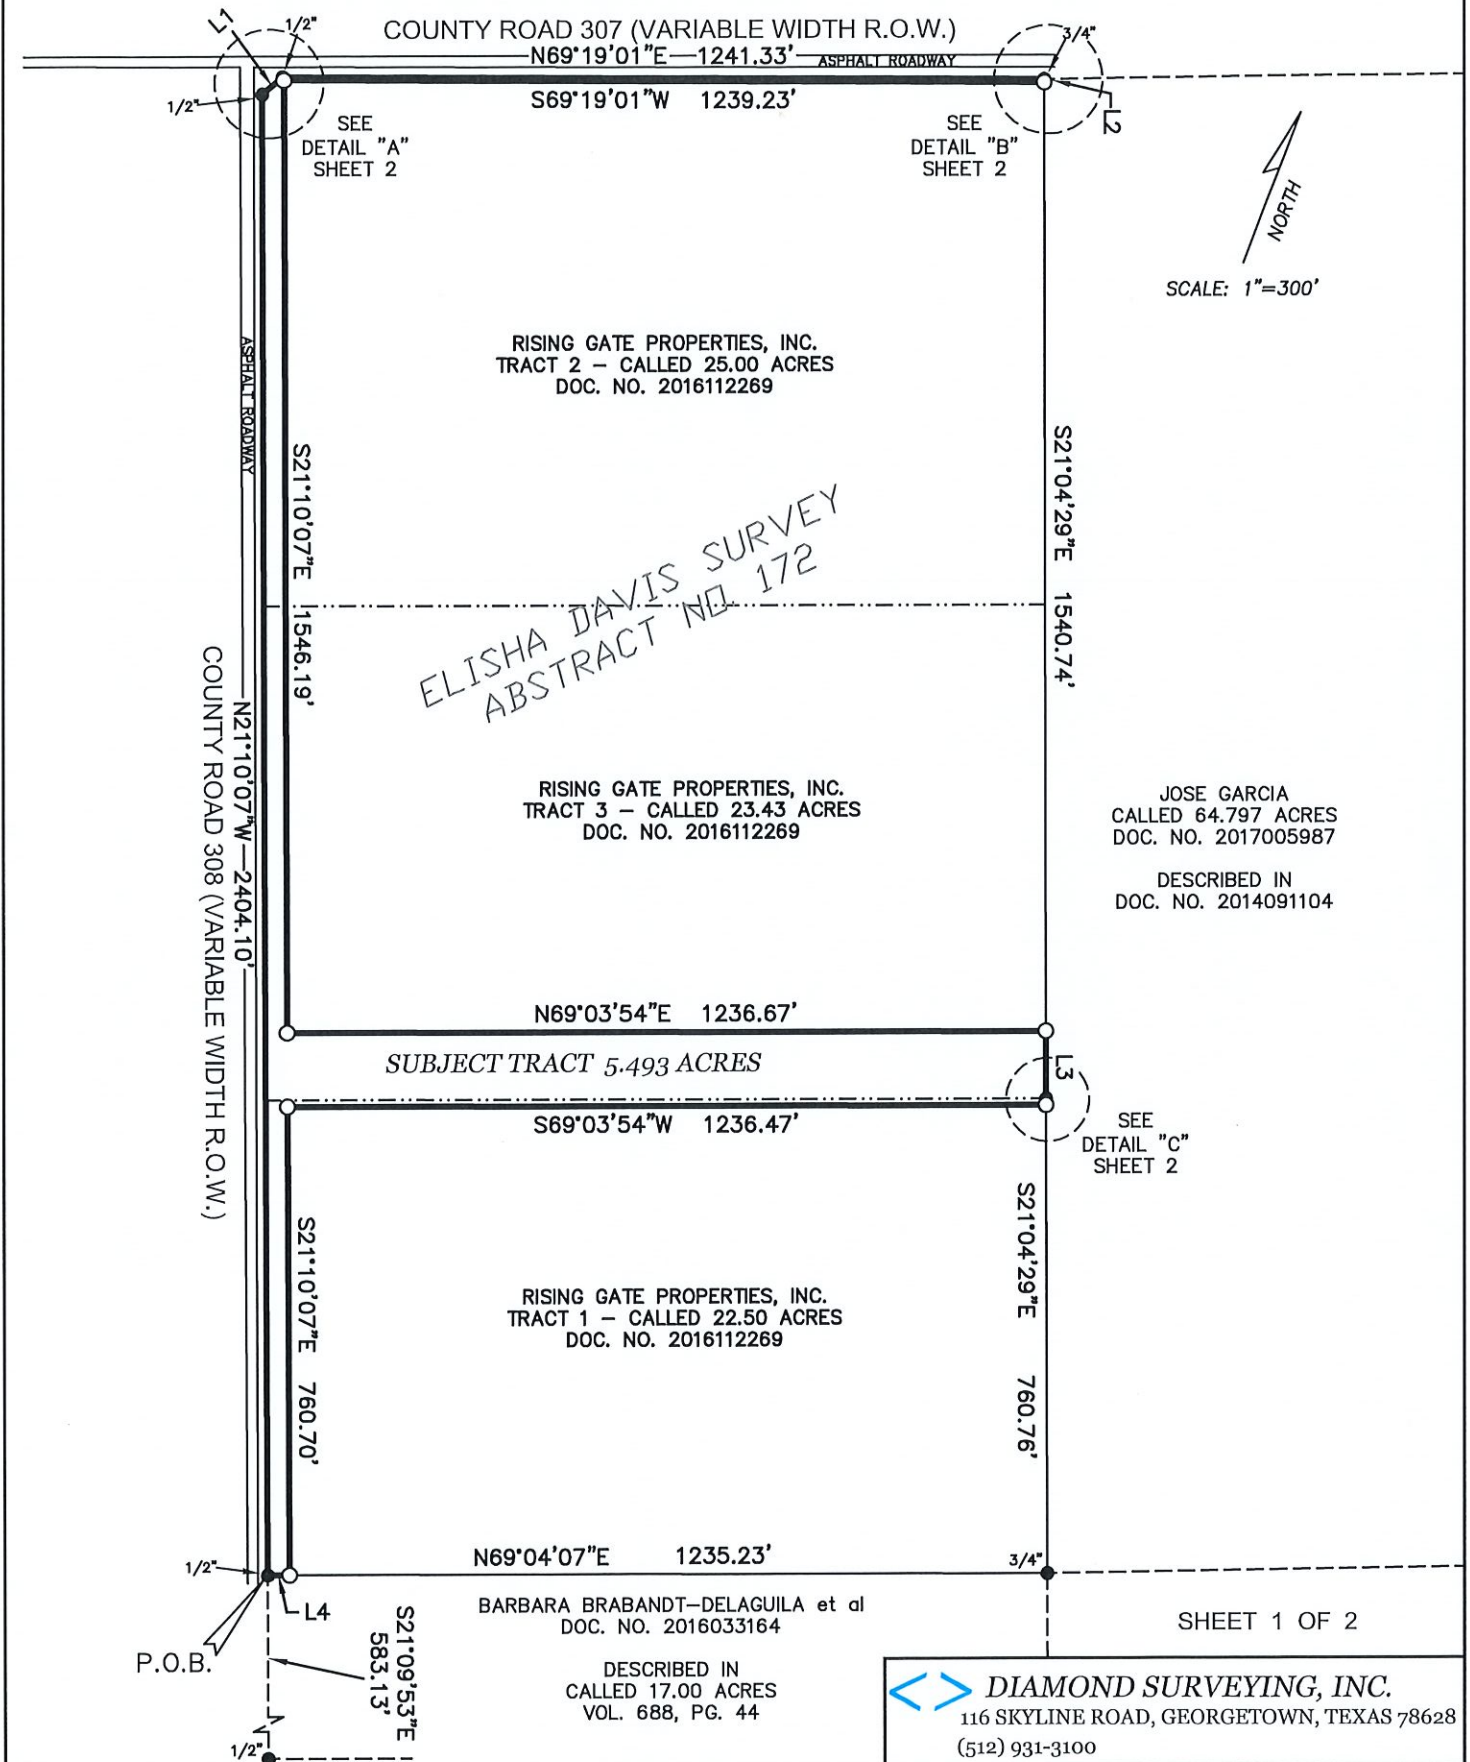 COUNTY ROAD 307 (VARIABLE WIDTH R.O.W.)
L1
1/2"
3/4"
N69°19'01"E—1241.33'
ASPHALT ROADWAY
S69°19'01"W 1239.23'
1/2"
L2
SEE
DETAIL "A"
SHEET 2
SEE
DETAIL "B"
SHEET 2
NORTH
SCALE: 1"=300'
RISING GATE PROPERTIES, INC.
TRACT 2 – CALLED 25.00 ACRES
DOC. NO. 2016112269
ASPHALT ROADWAY
S21°10'07"E 1546.19'
S21°04'29"E 1540.74'
ELISHA DAVIS SURVEY
ABSTRACT NO. 172
N21°10'07"W—2404.10'
COUNTY ROAD 308 (VARIABLE WIDTH R.O.W.)
RISING GATE PROPERTIES, INC.
TRACT 3 – CALLED 23.43 ACRES
DOC. NO. 2016112269
JOSE GARCIA
CALLED 64.797 ACRES
DOC. NO. 2017005987
DESCRIBED IN
DOC. NO. 2014091104
N69°03'54"E 1236.67'
SUBJECT TRACT 5.493 ACRES
L3
S69°03'54"W 1236.47'
SEE
DETAIL "C"
SHEET 2
S21°10'07"E 760.70'
S21°04'29"E 760.76'
RISING GATE PROPERTIES, INC.
TRACT 1 – CALLED 22.50 ACRES
DOC. NO. 2016112269
N69°04'07"E 1235.23'
1/2"
3/4"
L4
P.O.B.
S21°09'53"E
583.13'
1/2"
BARBARA BRABANDT–DELAGUILA et al
DOC. NO. 2016033164
DESCRIBED IN
CALLED 17.00 ACRES
VOL. 688, PG. 44
SHEET 1 OF 2
DIAMOND SURVEYING, INC.
116 SKYLINE ROAD, GEORGETOWN, TEXAS 78628
(512) 931-3100